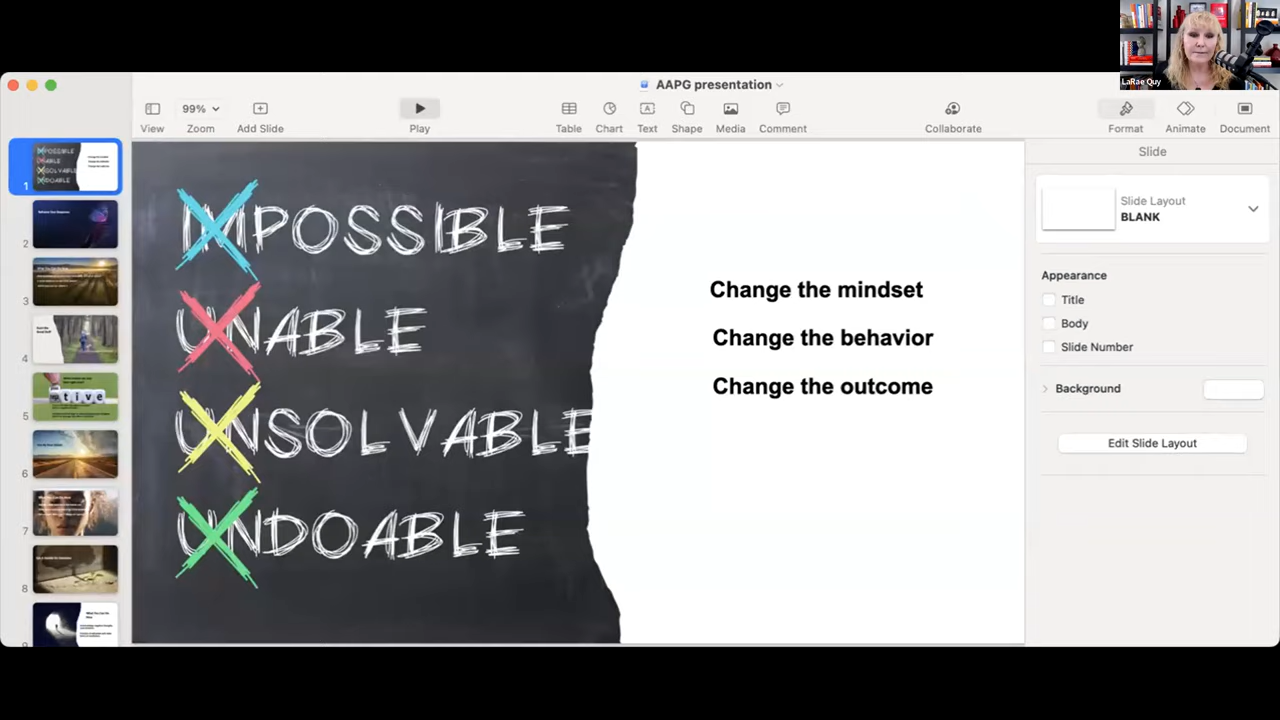 LaRae Quy
AAPG presentation
99%
View
Zoom
Add Slide
Play
Table
Chart
Text
Shape
Media
Comment
Collaborate
Format
Animate
Document
1
2
3
4
5
6
7
8
IMPOSSIBLE
UNABLE
UNSOLVABLE
UNDOABLE
Change the mindset
Change the behavior
Change the outcome
Slide
Slide Layout
BLANK
Appearance
Title
Body
Slide Number
Background
Edit Slide Layout